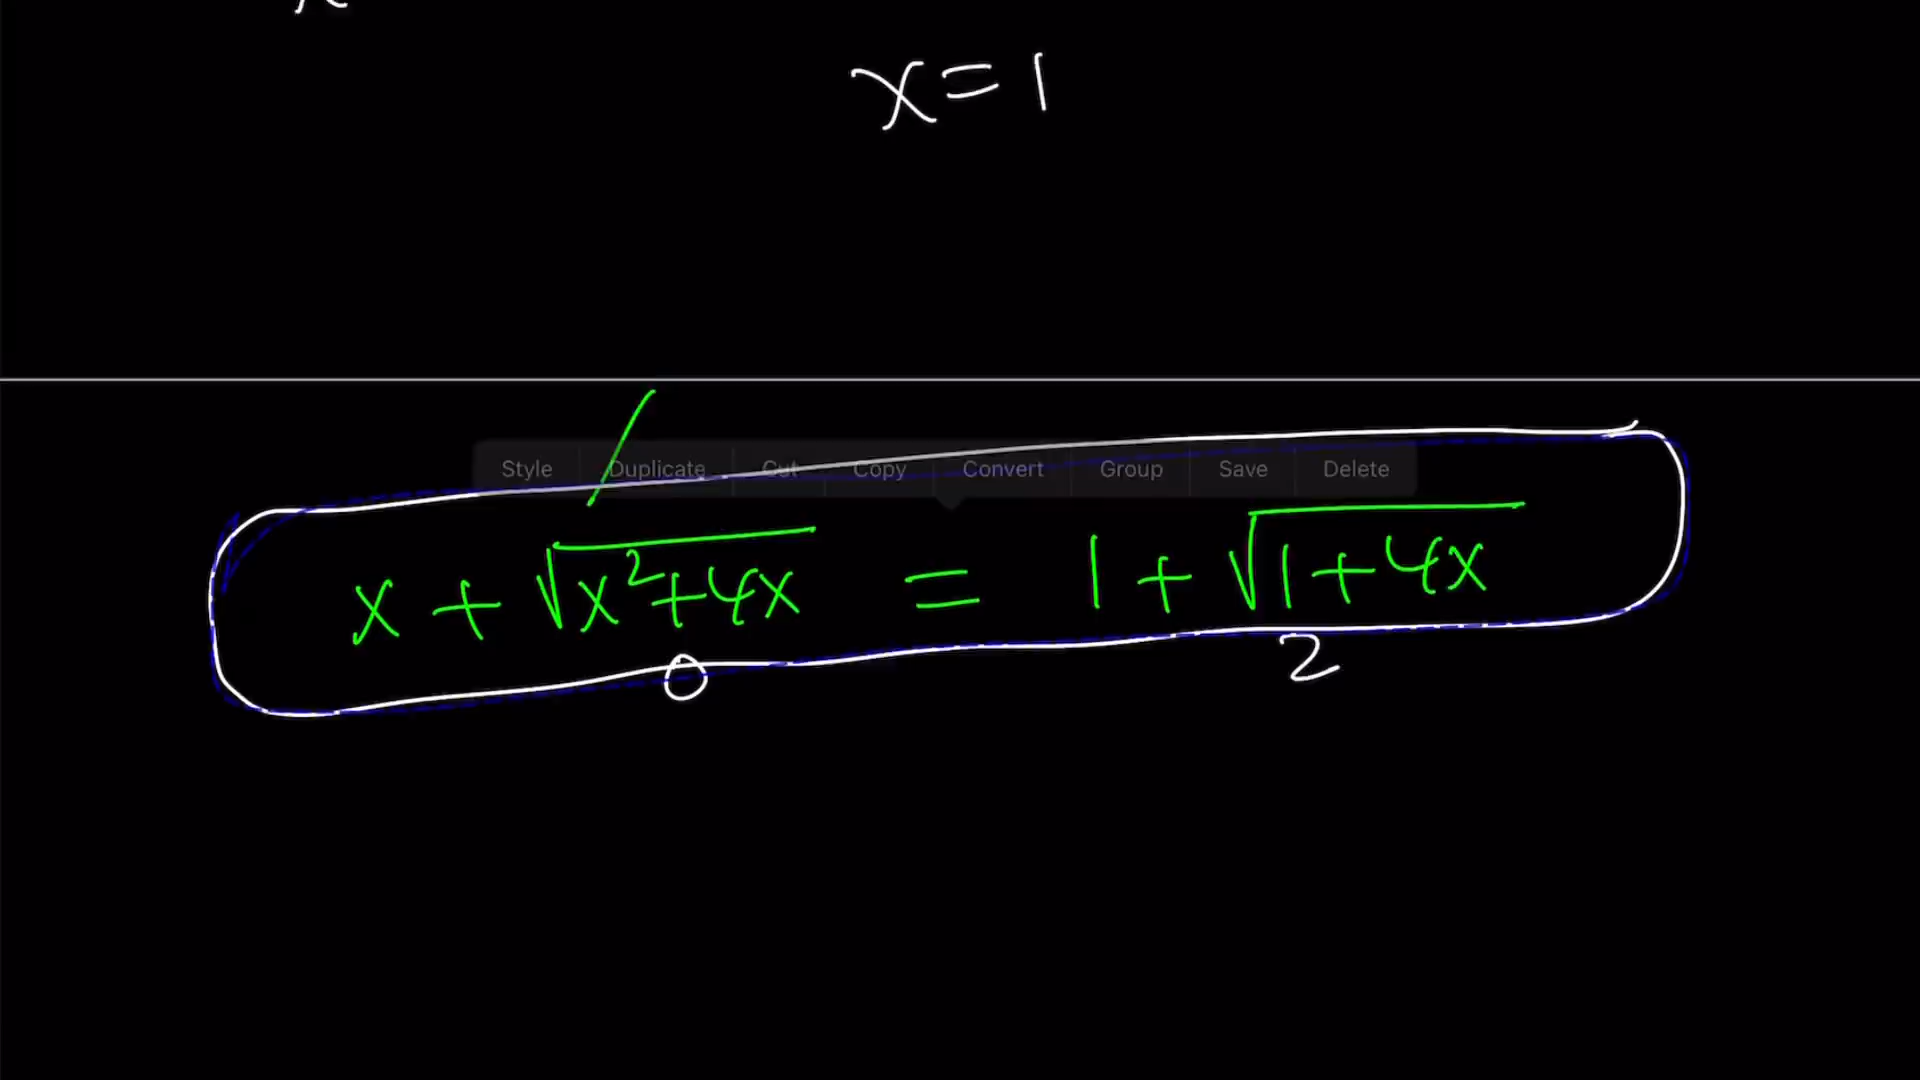 x = 1
Style Duplicate Cut Copy Convert Group Save Delete
x + √(x²+4x) = 1 + √(1+4x)
0 2